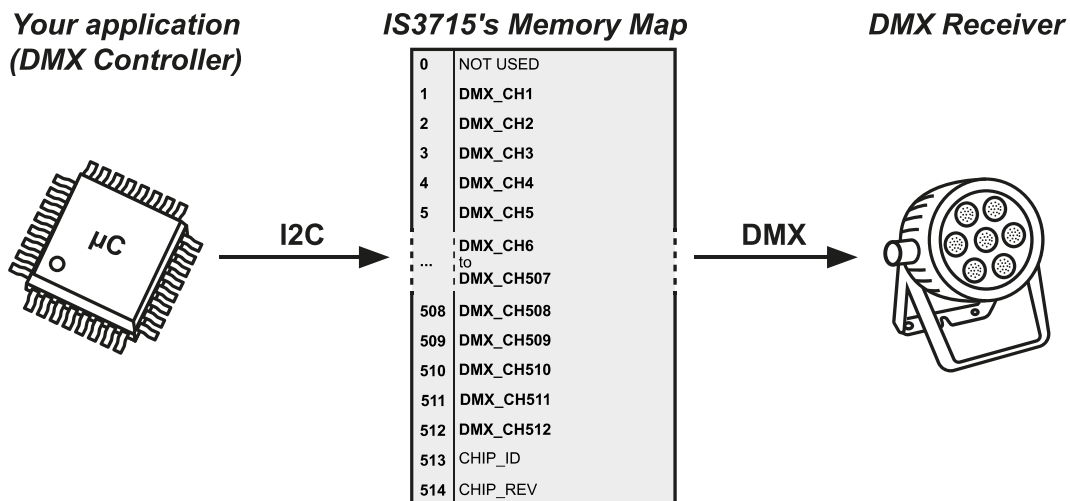 Your application
(DMX Controller)
IS3715's Memory Map
DMX Receiver
0 NOT USED
1 DMX_CH1
2 DMX_CH2
3 DMX_CH3
4 DMX_CH4
5 DMX_CH5
... DMX_CH6
to
DMX_CH507
508 DMX_CH508
509 DMX_CH509
510 DMX_CH510
511 DMX_CH511
512 DMX_CH512
513 CHIP_ID
514 CHIP_REV
µC
I2C
DMX